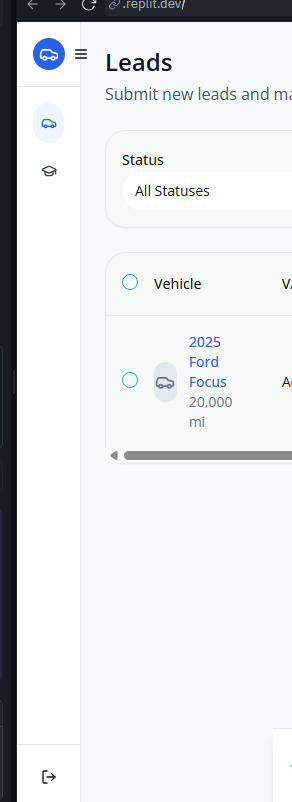 .replit.dev/
Leads
Submit new leads and ma
Status
All Statuses
Vehicle
2025
Ford
Focus
20,000
mi